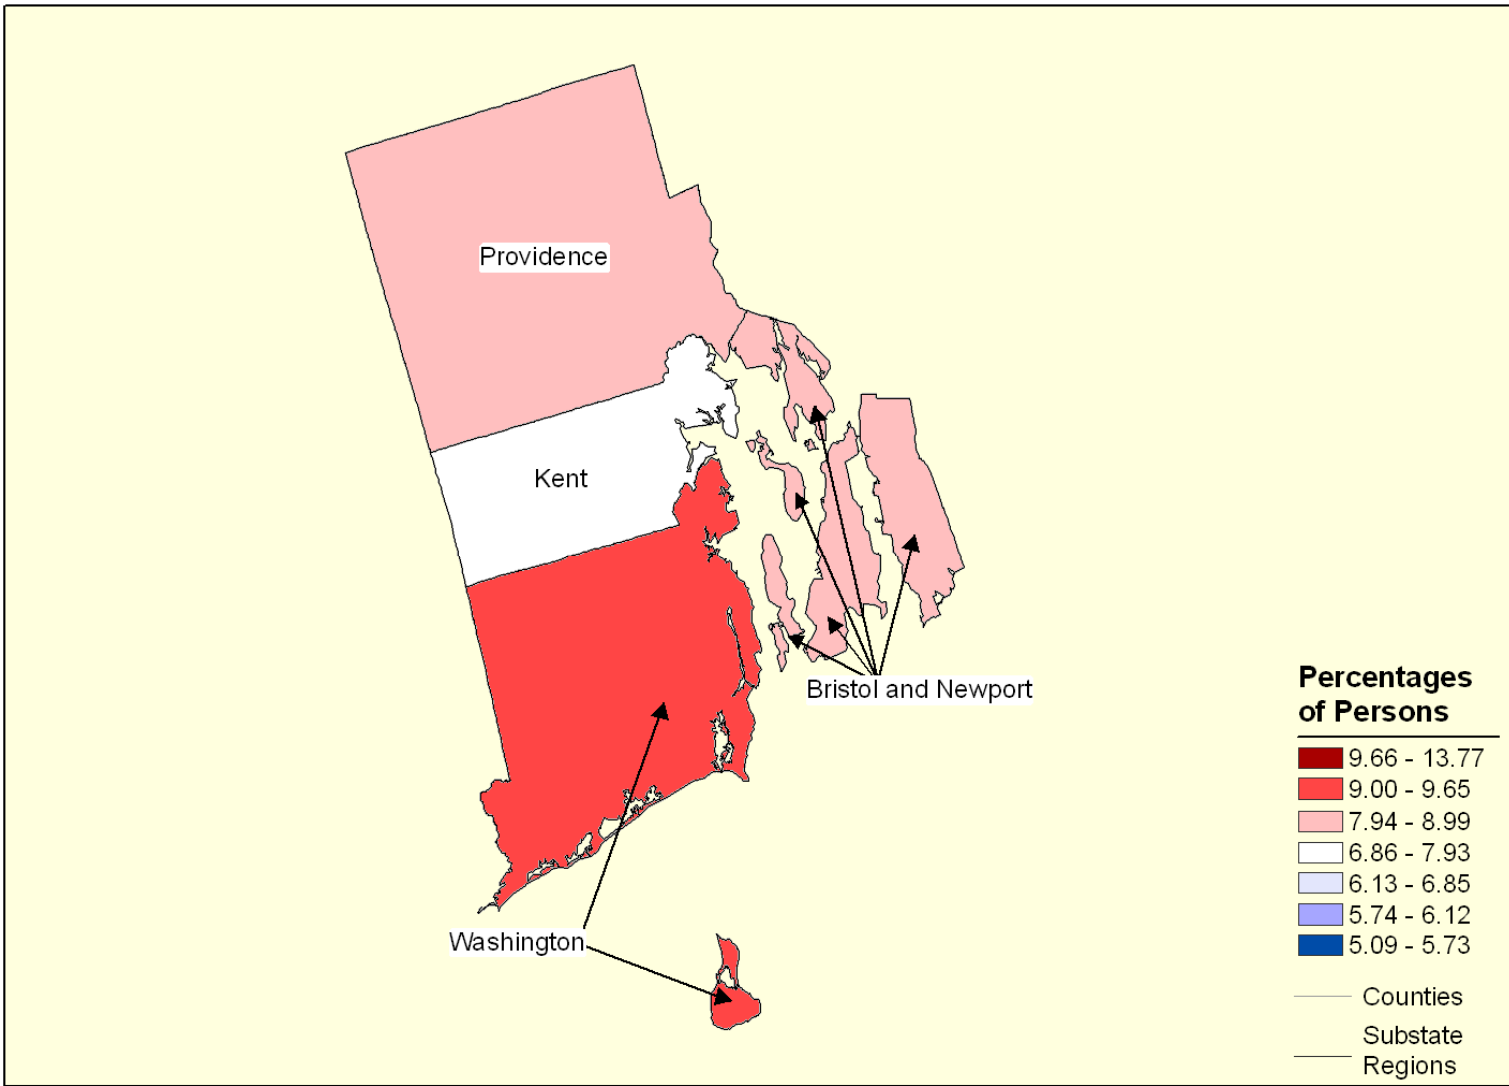 Providence
Kent
Bristol and Newport
Washington
Percentages
of Persons
9.66 - 13.77
9.00 - 9.65
7.94 - 8.99
6.86 - 7.93
6.13 - 6.85
5.74 - 6.12
5.09 - 5.73
Counties
Substate
Regions